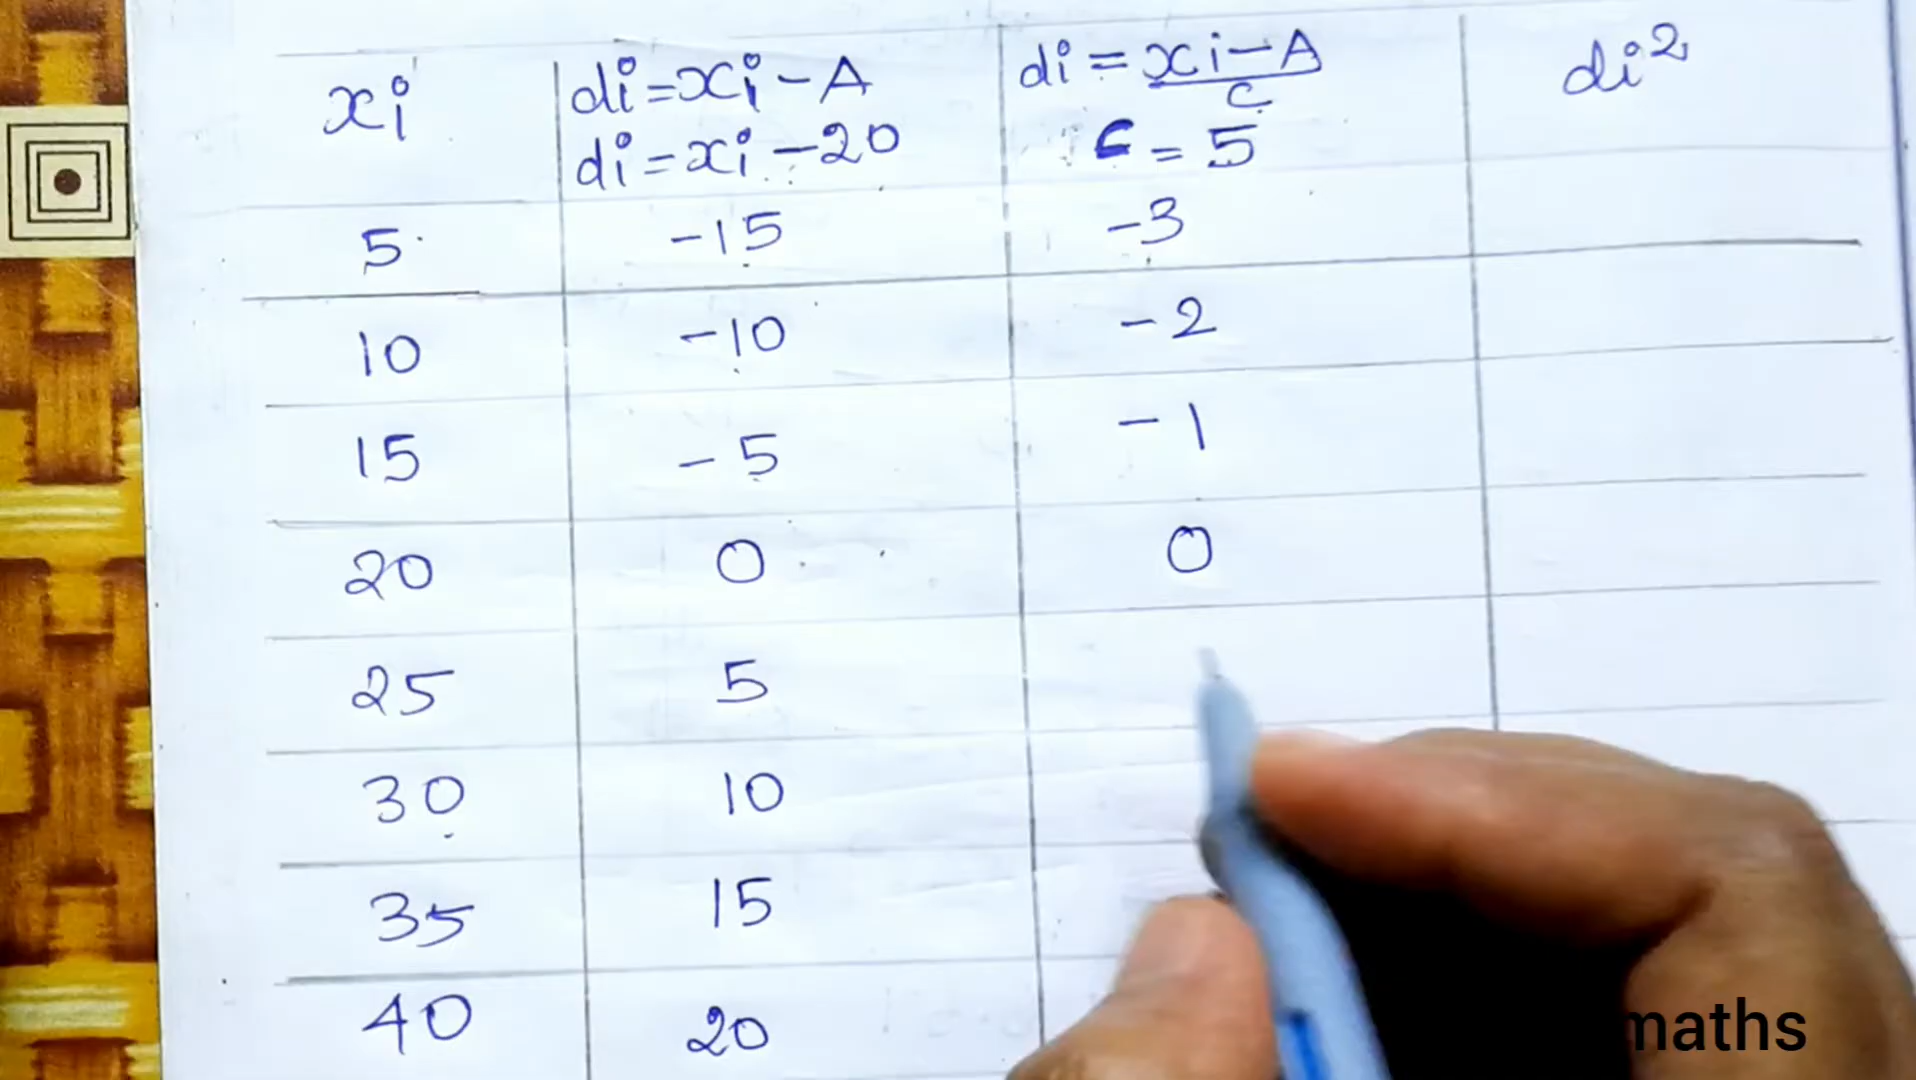 xi di=xi-A di=xi-A/c di²
di=xi-20 c=5
5 -15 -3
10 -10 -2
15 -5 -1
20 0 0
25 5
30 10
35 15
40 20
maths